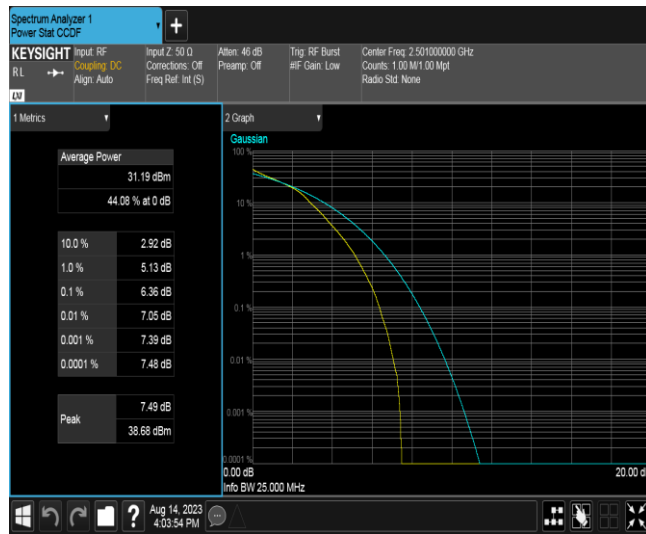 Spectrum Analyzer 1
Power Stat CCDF
+
KEYSIGHT
RL
LXI
Input: RF
Coupling: DC
Align: Auto
Input Z: 50 Ω
Corrections: Off
Freq Ref: Int (S)
Atten: 46 dB
Preamp: Off
Trig: RF Burst
#IF Gain: Low
Center Freq: 2.501000000 GHz
Counts: 1.00 M/1.00 Mpt
Radio Std: None
1 Metrics
Average Power
31.19 dBm
44.08 % at 0 dB
10.0 % 2.92 dB
1.0 % 5.13 dB
0.1 % 6.36 dB
0.01 % 7.05 dB
0.001 % 7.39 dB
0.0001 % 7.48 dB
Peak
7.49 dB
38.68 dBm
2 Graph
Gaussian
100 %
10 %
1 %
0.1 %
0.01 %
0.001 %
0.0001 %
0.00 dB
20.00 d
Info BW 25.000 MHz
?
Aug 14, 2023
4:03:54 PM